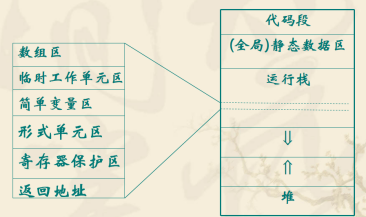 数组区
临时工作单元区
简单变量区
形式单元区
寄存器保护区
返回地址
代码段
(全局)静态数据区
运行栈
⇓
⇑
堆